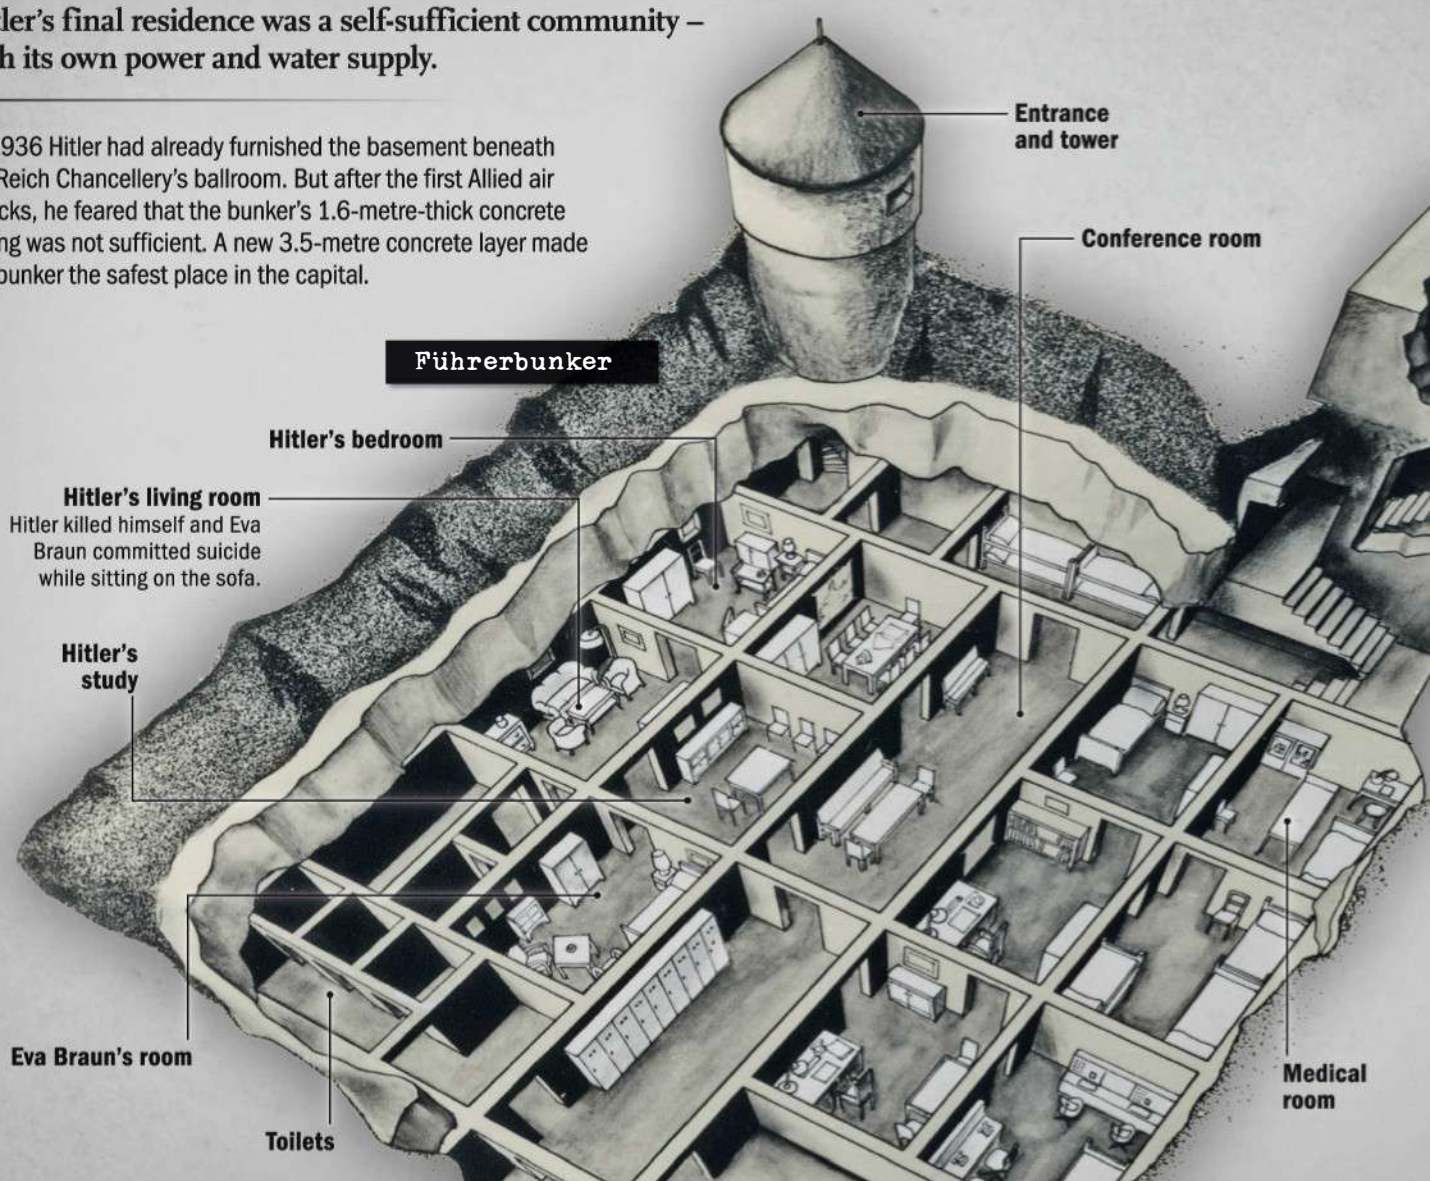 ler's final residence was a self-sufficient community –
h its own power and water supply.
936 Hitler had already furnished the basement beneath
Reich Chancellery's ballroom. But after the first Allied air
cks, he feared that the bunker's 1.6-metre-thick concrete
ng was not sufficient. A new 3.5-metre concrete layer made
bunker the safest place in the capital.
Entrance
and tower
Conference room
Führerbunker
Hitler's bedroom
Hitler's living room
Hitler killed himself and Eva
Braun committed suicide
while sitting on the sofa.
Hitler's
study
Eva Braun's room
Toilets
Medical
room